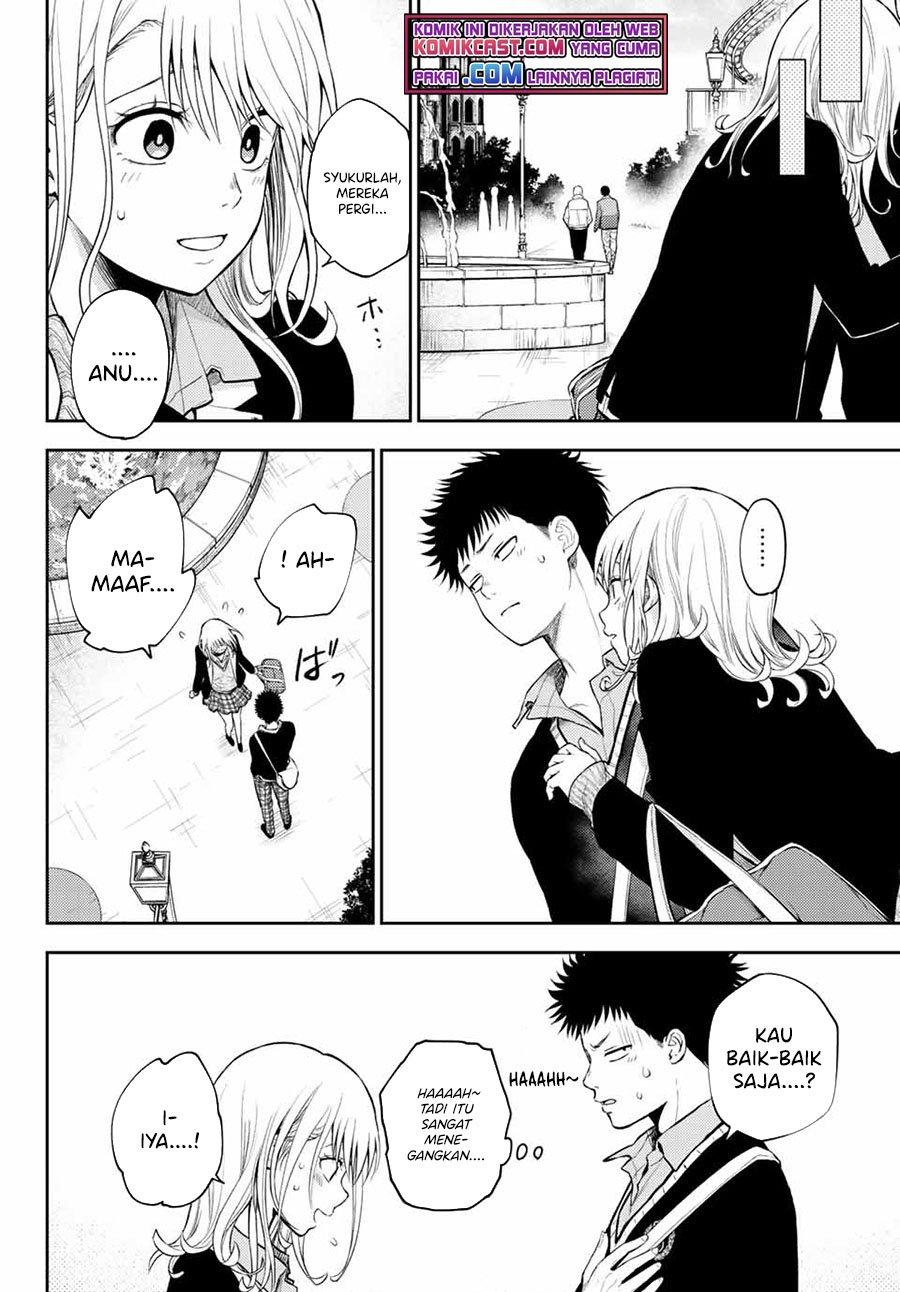 KOMIK INI DIKERJAKAN OLEH WEB
KOMIKCAST.COM YANG CUMA
PAKAI .COM LAINNYA PLAGIAT!
SYUKURLAH,
MEREKA
PERGI...
ホ...
....
ANU....
......
! AH-
MA-
MAAF....
ばっ
KAU
BAIK-BAIK
SAJA....?
HAAAHH~
HAAAAH~
TADI ITU
SANGAT
MENE-
GANGKAN....
I-
IYA....!